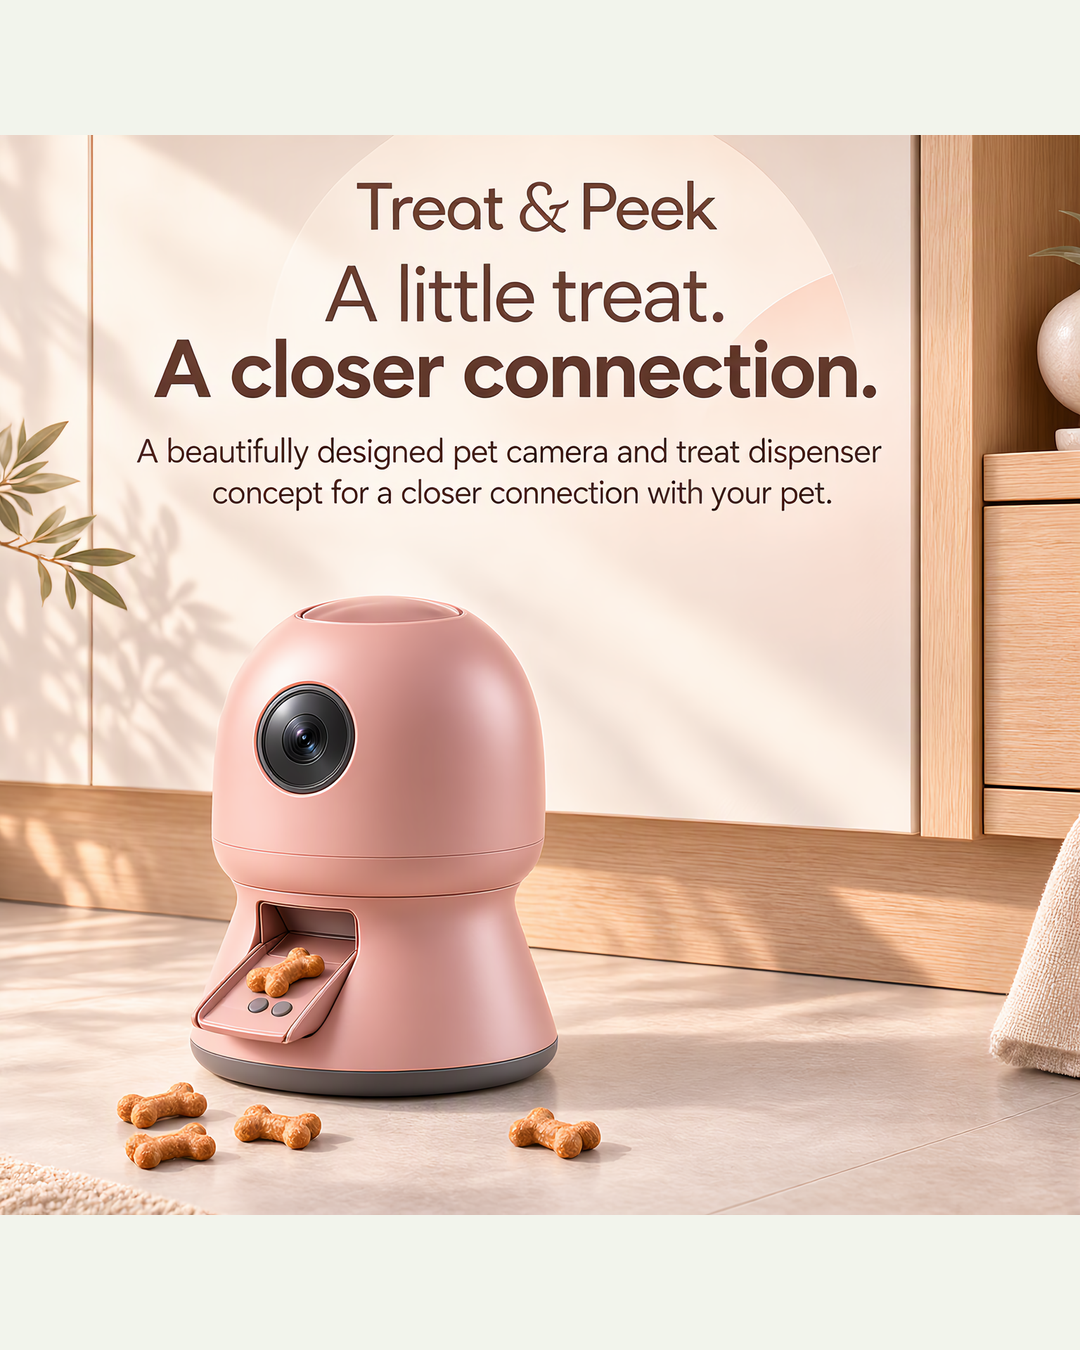 Treat & Peek
A little treat.
A closer connection.
A beautifully designed pet camera and treat dispenser
concept for a closer connection with your pet.